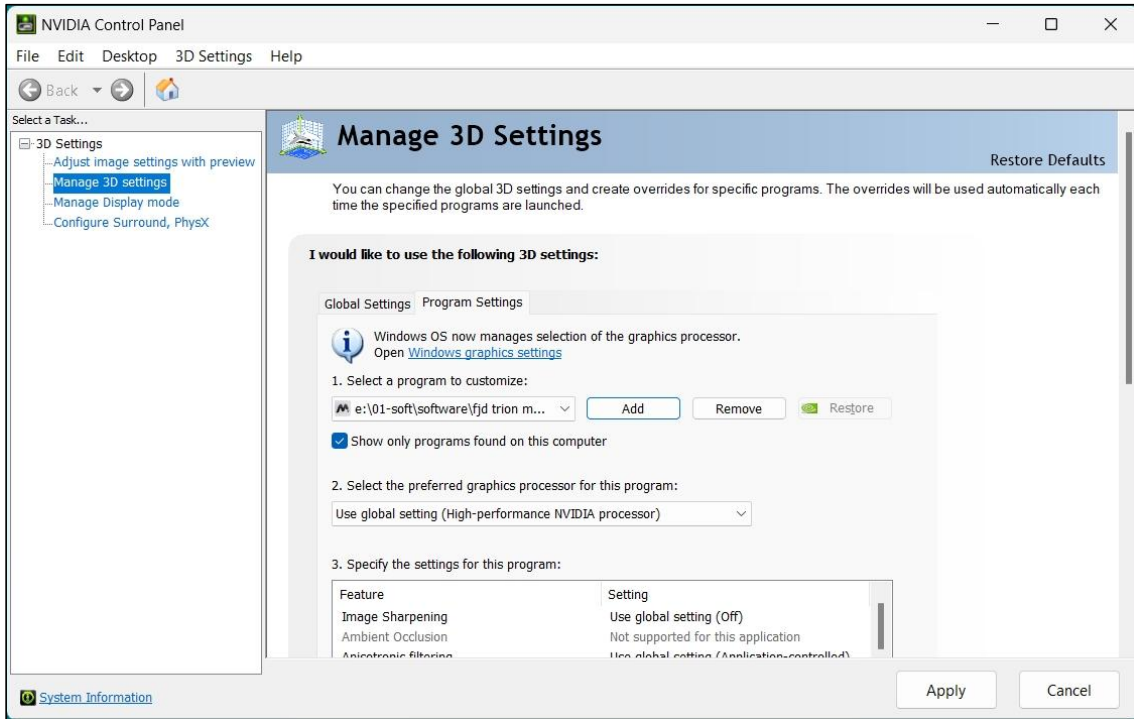 NVIDIA Control Panel
File Edit Desktop 3D Settings Help
Back
Select a Task...
3D Settings
Adjust image settings with preview
Manage 3D settings
Manage Display mode
Configure Surround, PhysX
System Information
Manage 3D Settings
Restore Defaults
You can change the global 3D settings and create overrides for specific programs. The overrides will be used automatically each
time the specified programs are launched.
I would like to use the following 3D settings:
Global Settings Program Settings
Windows OS now manages selection of the graphics processor.
Open Windows graphics settings
1. Select a program to customize:
e:\01-soft\software\fjd trion m... Add Remove Restore
Show only programs found on this computer
2. Select the preferred graphics processor for this program:
Use global setting (High-performance NVIDIA processor)
3. Specify the settings for this program:
Feature Setting
Image Sharpening Use global setting (Off)
Ambient Occlusion Not supported for this application
Anisotropic filtering Use global setting (Application-controlled)
Apply Cancel